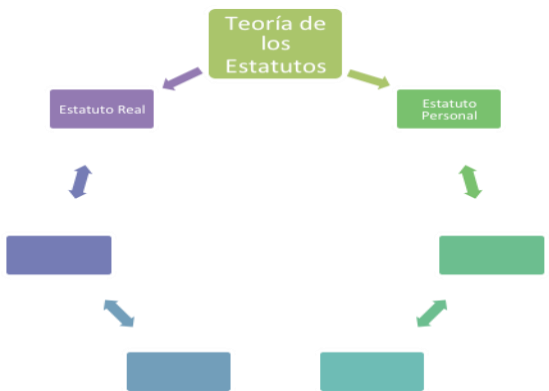 Teoría de
los
Estatutos
Estatuto Real
Estatuto
Personal